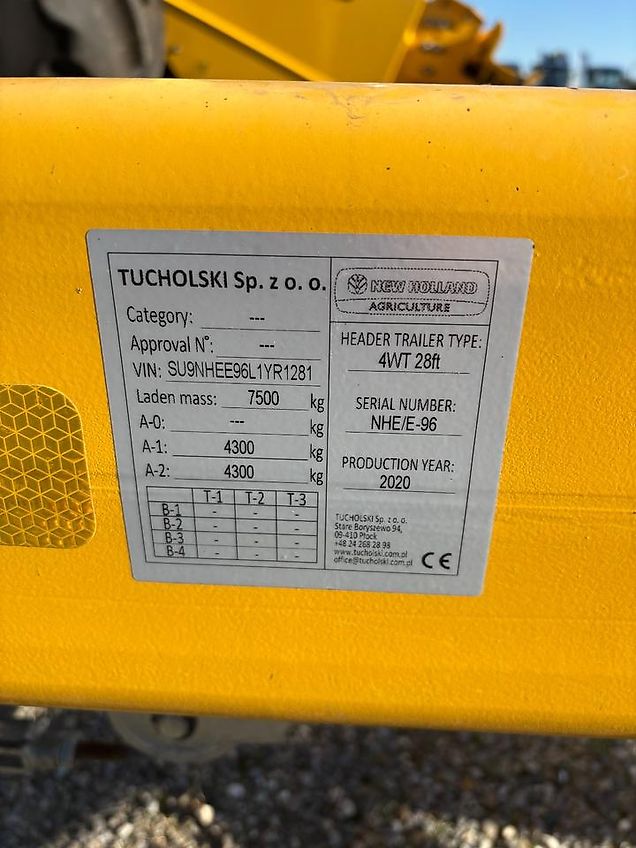 TUCHOLSKI Sp. z o. o.
Category: ---
Approval N°: ---
VIN: SU9NHEE96L1YR1281
Laden mass: 7500 kg
A-0: --- kg
A-1: 4300 kg
A-2: 4300 kg
T-1 T-2 T-3
B-1 - - -
B-2 - - -
B-3 - - -
B-4 - - -
NEW HOLLAND
AGRICULTURE
HEADER TRAILER TYPE:
4WT 28ft
SERIAL NUMBER:
NHE/E-96
PRODUCTION YEAR:
2020
TUCHOLSKI Sp. z o. o.
Stare Boryszewo 94,
09-410 Płock
+48 24 268 28 98
www.tucholski.com.pl
office@tucholski.com.pl
CE